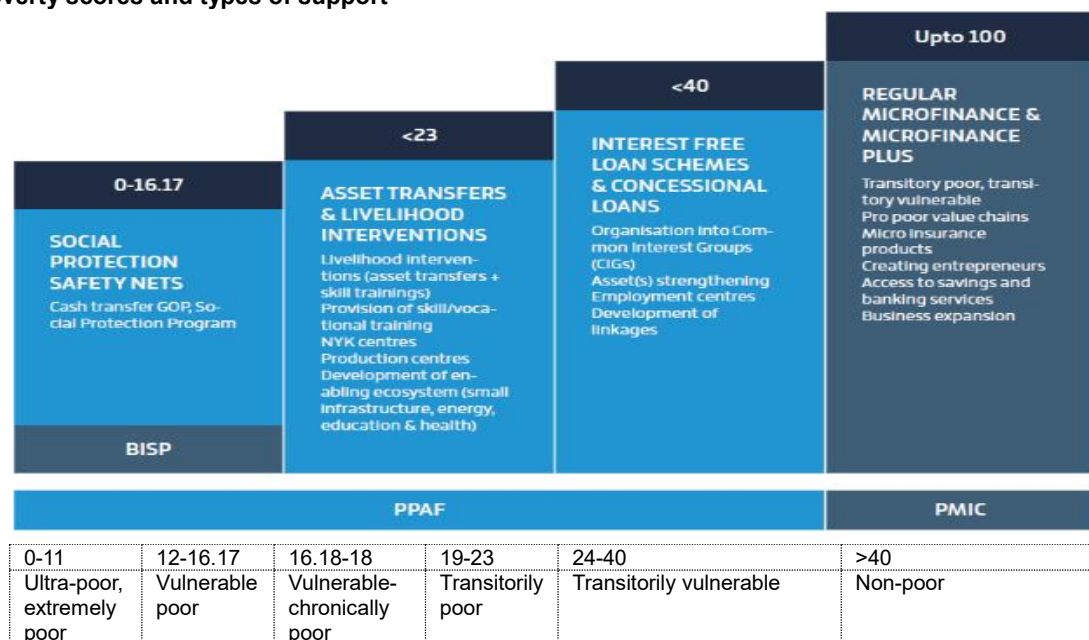 overty scores and types of support
0-16.17
SOCIAL
PROTECTION
SAFETY NETS
Cash transfer GOP, So-
cial Protection Program
BISP
<23
ASSET TRANSFERS
& LIVELIHOOD
INTERVENTIONS
Livelihood interven-
tions (asset transfers +
skill trainings)
Provision of skill/voca-
tional training
NYK centres
Production centres
Development of en-
abling ecosystem (small
infrastructure, energy,
education & health)
<40
INTEREST FREE
LOAN SCHEMES
& CONCESSIONAL
LOANS
Organisation into Com-
mon Interest Groups
(CIGs)
Asset(s) strengthening
Employment centres
Development of
linkages
Upto 100
REGULAR
MICROFINANCE &
MICROFINANCE
PLUS
Transitory poor, transi-
tory vulnerable
Pro poor value chains
Micro insurance
products
Creating entrepreneurs
Access to savings and
banking services
Business expansion
PPAF
PMIC
0-11
12-16.17
16.18-18
19-23
24-40
>40
Ultra-poor,
extremely
poor
Vulnerable
poor
Vulnerable-
chronically
poor
Transitorily
poor
Transitorily vulnerable
Non-poor